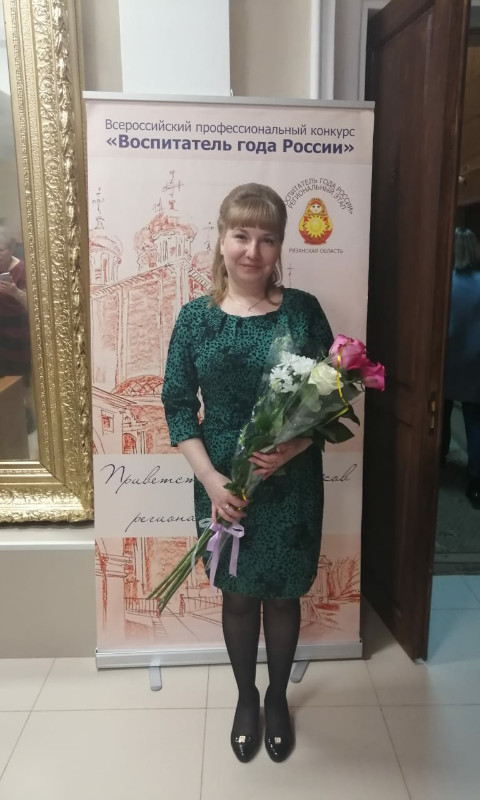 Всероссийский профессиональный конкурс
«Воспитатель года России»
ВОСПИТАТЕЛЬ ГОДА РОССИИ»
РЕГИОНАЛЬНЫЙ ЭТАП
РЯЗАНСКАЯ ОБЛАСТЬ